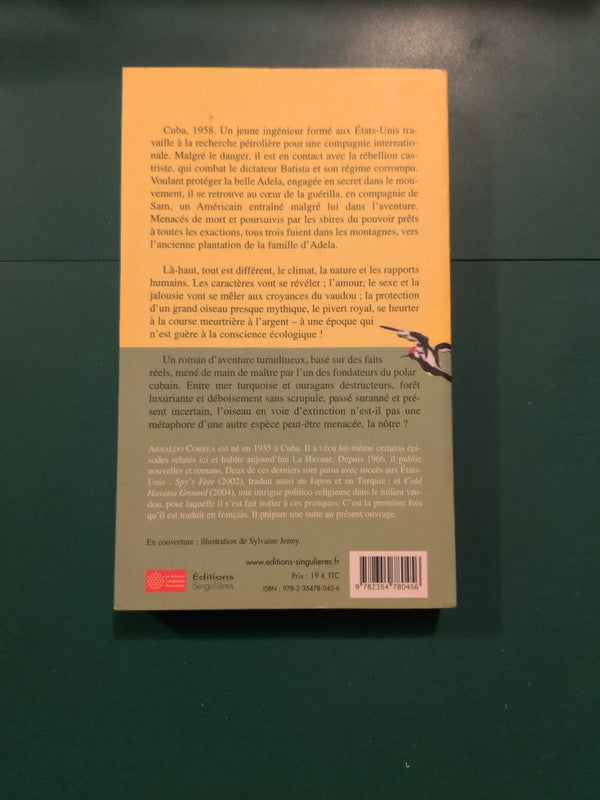 Cuba, 1958. Un jeune ingénieur formé aux États-Unis tra-
vaille à la recherche pétrolière pour une compagnie internatio-
nale. Malgré le danger, il est en contact avec la rébellion cas-
triste, qui combat le dictateur Batista et son régime corrompu.
Voulant protéger la belle Adela, engagée en secret dans le mou-
vement, il se retrouve au cœur de la guérilla, en compagnie de
Sam, un Américain entraîné malgré lui dans l'aventure.
Menacés de mort et poursuivis par les sbires du pouvoir prêts
à toutes les exactions, tous trois fuient dans les montagnes, vers
l'ancienne plantation de la famille d'Adela.
Là-haut, tout est différent, le climat, la nature et les rapports
humains. Les caractères vont se révéler ; l'amour, le sexe et la
jalousie vont se mêler aux croyances du vaudou ; la protection
d'un grand oiseau presque mythique, le pivert royal, se heurter
à la course meurtrière à l'argent – à une époque qui
n'est guère à la conscience écologique !
Un roman d'aventure tumultueux, basé sur des faits
réels, mené de main de maître par l'un des fondateurs du polar
cubain. Entre mer turquoise et ouragans destructeurs, forêt
luxuriante et déboisement sans scrupule, passé suranné et pré-
sent incertain, l'oiseau en voie d'extinction n'est-il pas une
métaphore d'une autre espèce peut-être menacée, la nôtre ?
ARNALDO CORREA est né en 1935 à Cuba. Il a vécu lui-même certains épi-
sodes relatés ici et habite aujourd'hui La Havane. Depuis 1966, il publie
nouvelles et romans. Deux de ces derniers sont parus avec succès aux États-
Unis : Spy's Fate (2002), traduit aussi au Japon et en Turquie ; et Cold
Havana Ground (2004), une intrigue politico-religieuse dans le milieu vau-
dou, pour laquelle il s'est fait initier à ces pratiques. C'est la première fois
qu'il est traduit en français. Il prépare une suite au présent ouvrage.
En couverture : illustration de Sylvaine Jenny.
www.editions-singulieres.fr
Prix : 19 € TTC
ISBN : 978-2-35478-045-6
Éditions
Singulières
9 782354 780456